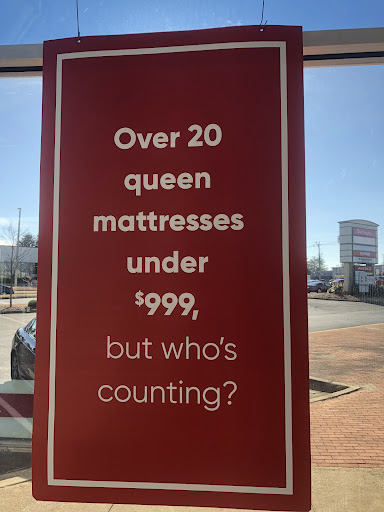 Over 20
queen
mattresses
under
$999,
but who's
counting?